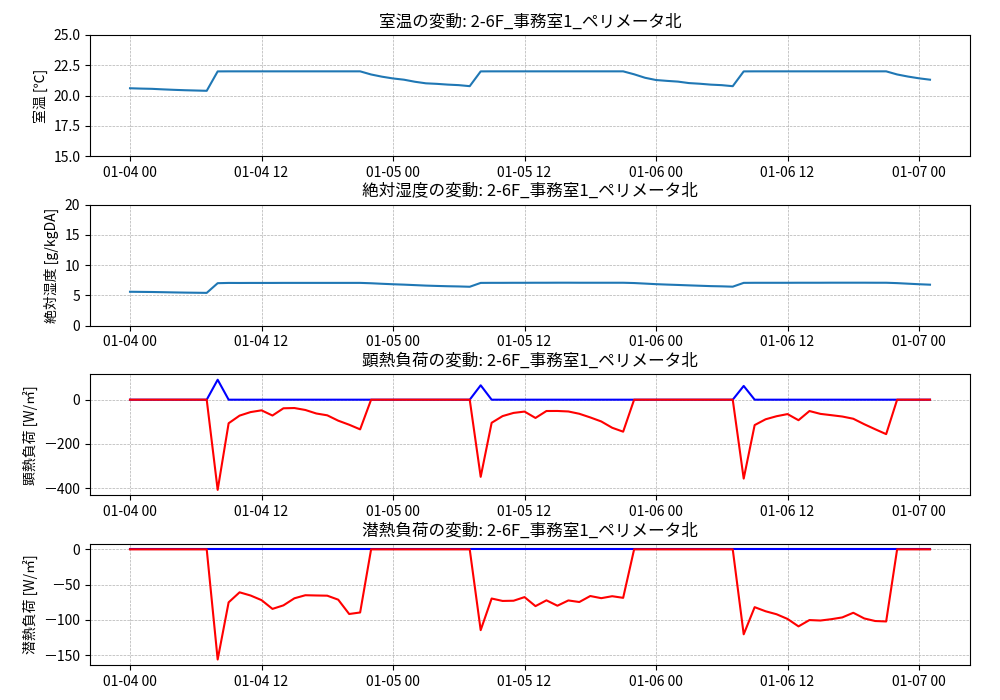 室温の変動: 2-6F_事務室1_ペリメータ北
室温 [℃]
25.0
22.5
20.0
17.5
15.0
01-04 00 01-04 12 01-05 00 01-05 12 01-06 00 01-06 12 01-07 00
絶対湿度の変動: 2-6F_事務室1_ペリメータ北
絶対湿度 [g/kgDA]
20
15
10
5
0
01-04 00 01-04 12 01-05 00 01-05 12 01-06 00 01-06 12 01-07 00
顕熱負荷の変動: 2-6F_事務室1_ペリメータ北
顕熱負荷 [W/㎡]
0
−200
−400
01-04 00 01-04 12 01-05 00 01-05 12 01-06 00 01-06 12 01-07 00
潜熱負荷の変動: 2-6F_事務室1_ペリメータ北
潜熱負荷 [W/㎡]
0
−50
−100
−150
01-04 00 01-04 12 01-05 00 01-05 12 01-06 00 01-06 12 01-07 00